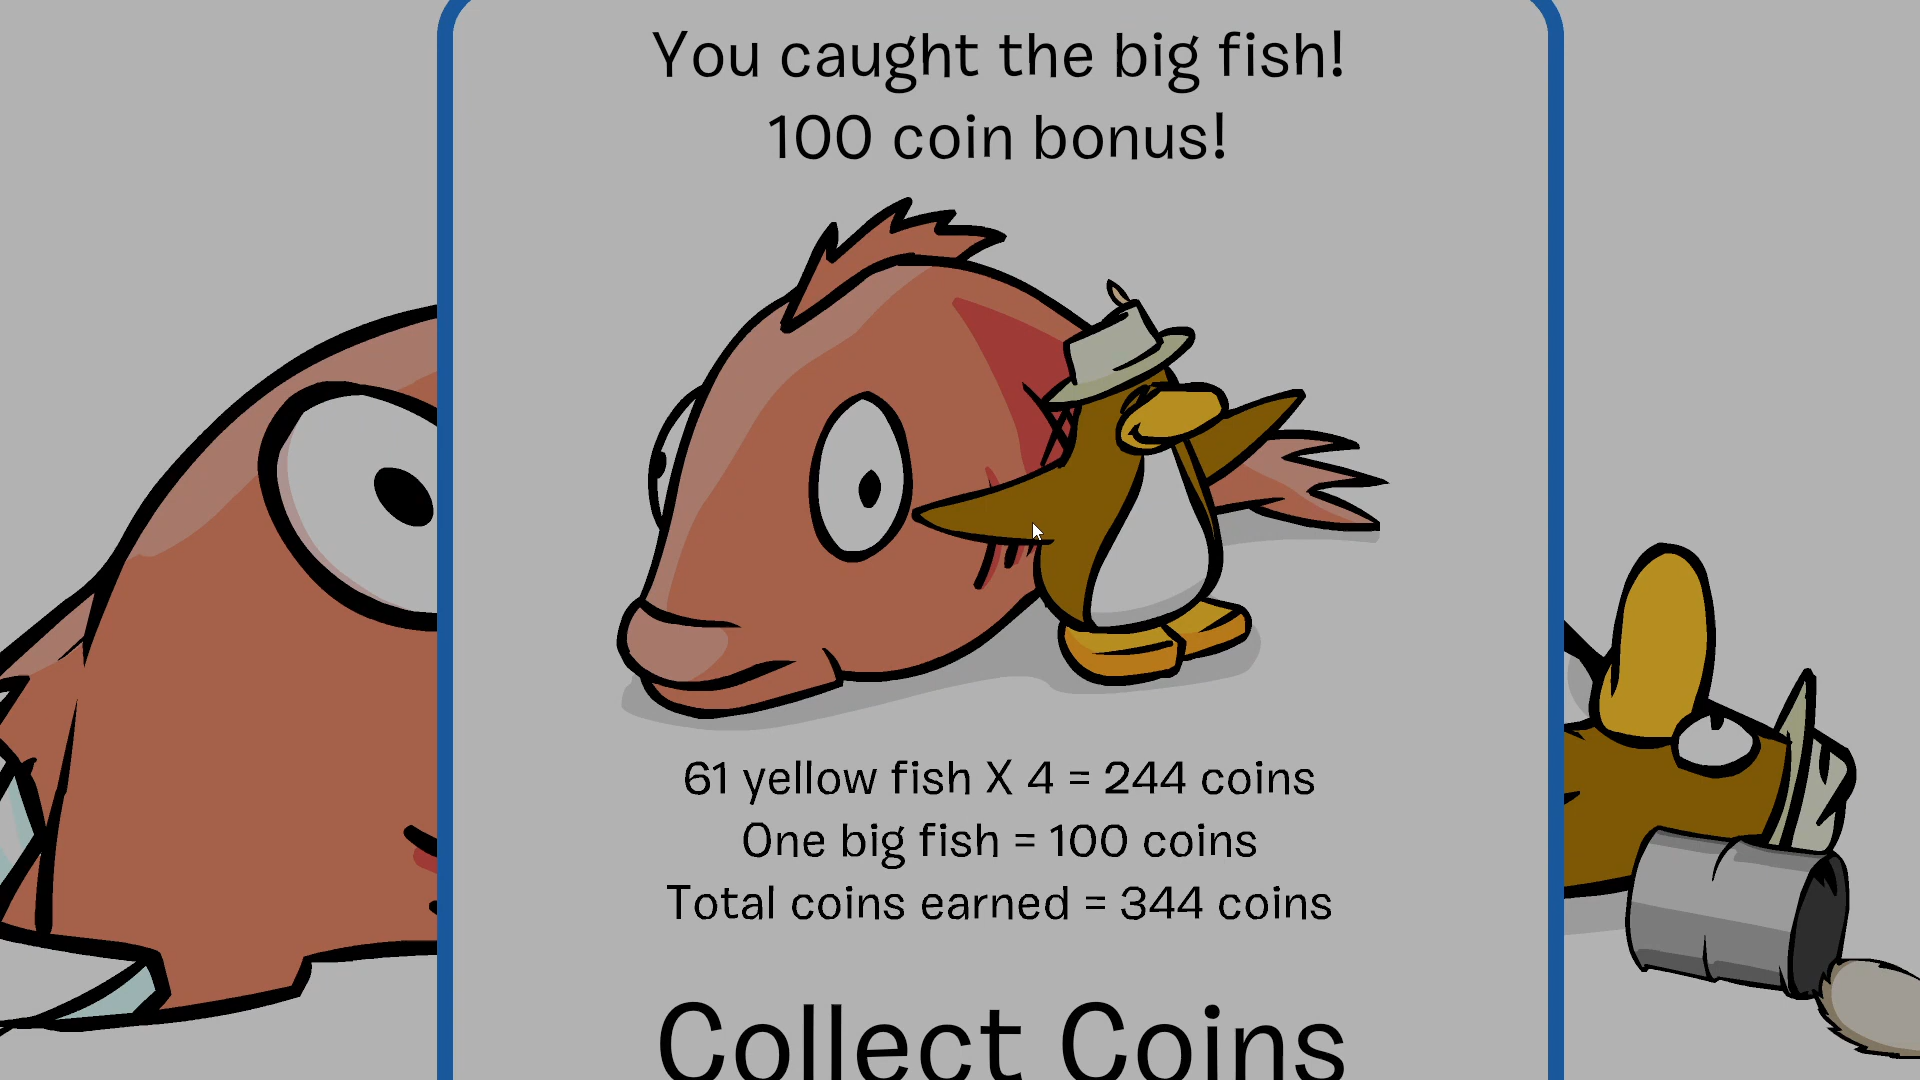 You caught the big fish!
100 coin bonus!
61 yellow fish X 4 = 244 coins
One big fish = 100 coins
Total coins earned = 344 coins
Collect Coins